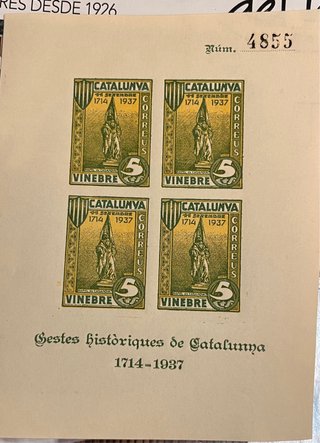 RES DESDE 1926
Núm. 4855
CATALUNYA
11 SETEMBRE
1714 1937
CORREUS
5
VINEBRE
CATALUNYA
11 SETEMBRE
1714 1937
CORREUS
5
VINEBRE
CATALUNYA
11 SETEMBRE
1714 1937
CORREUS
5
VINEBRE
CATALUNYA
11 SETEMBRE
1714 1937
CORREUS
5
VINEBRE
Gestes històriques de Catalunya
1714-1937